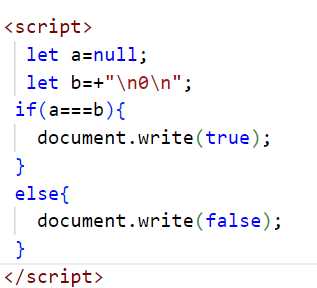 <script>
let a=null;
let b=+"\n0\n";
if(a===b){
document.write(true);
}
else{
document.write(false);
}
</script>